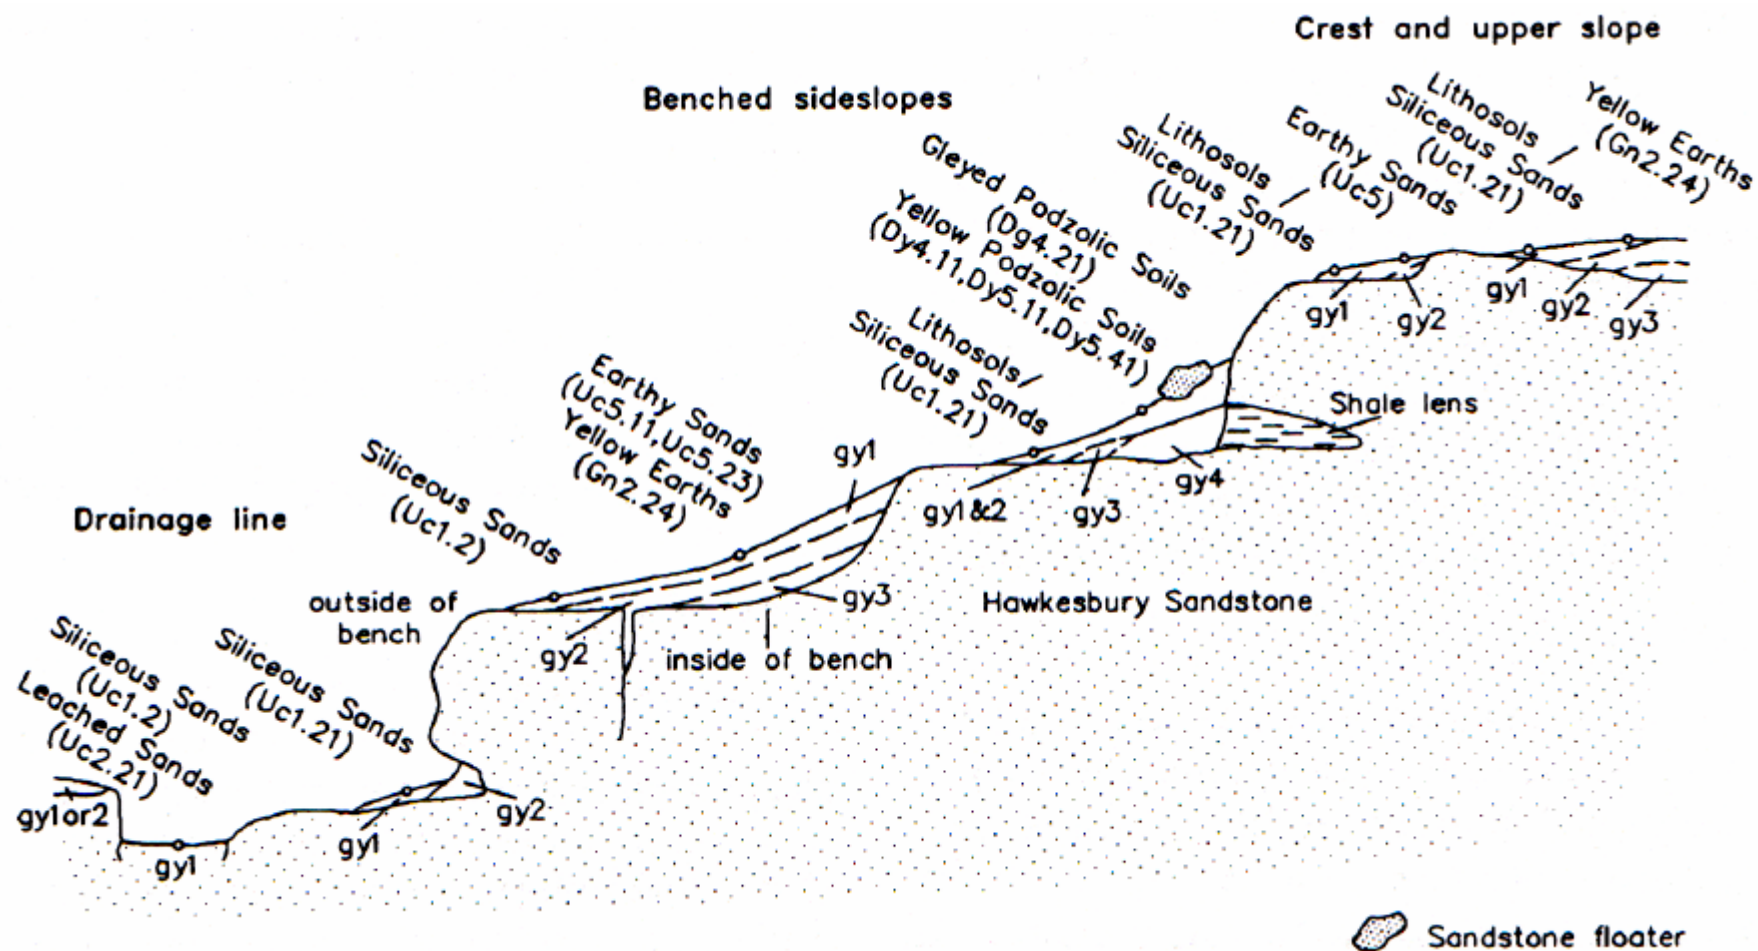 Crest and upper slope
Benched sideslopes
Drainage line
Siliceous Sands
(Uc1.2)
Leached Sands
(Uc2.21)
Siliceous Sands
(Uc1.21)
Siliceous Sands
(Uc1.2)
Earthy Sands
(Uc5.11,Uc5.23)
Yellow Earths
(Gn2.24)
Lithosols/
Siliceous Sands
(Uc1.21)
Gleyed Podzolic Soils
(Dg4.21)
Yellow Podzolic Soils
(Dy4.11,Dy5.11,Dy5.41)
Lithosols /
Siliceous Sands
(Uc1.21)
Earthy Sands
(Uc5)
Lithosols /
Siliceous Sands
(Uc1.21)
Yellow Earths
(Gn2.24)
gy1
gy2
gy1
gy2
gy3
Shale lens
gy1
gy4
gy1&2
gy3
outside of
bench
gy3
Hawkesbury Sandstone
gy2
inside of bench
gy1or2
gy1
gy1
gy2
Sandstone floater